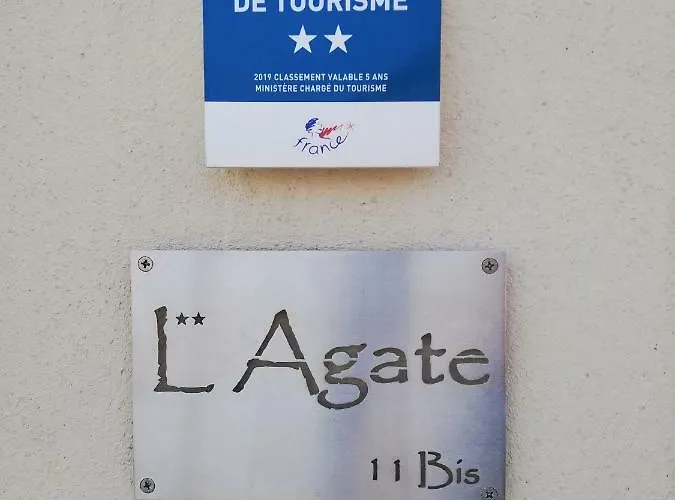 DE TOURISME
★★
2019 CLASSEMENT VALABLE 5 ANS
MINISTÈRE CHARGÉ DU TOURISME
france
★★
L'Agate
11 Bis